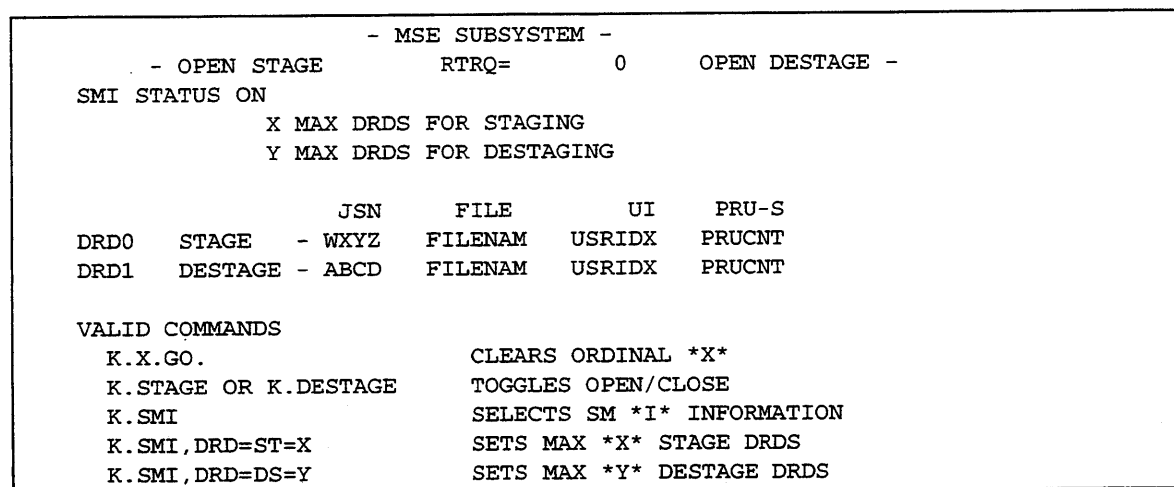 - MSE SUBSYSTEM -
- OPEN STAGE RTRQ= 0 OPEN DESTAGE -
SMI STATUS ON
X MAX DRDS FOR STAGING
Y MAX DRDS FOR DESTAGING
JSN FILE UI PRU-S
DRD0 STAGE - WXYZ FILENAM USRIDX PRUCNT
DRD1 DESTAGE - ABCD FILENAM USRIDX PRUCNT
VALID COMMANDS
K.X.GO. CLEARS ORDINAL *X*
K.STAGE OR K.DESTAGE TOGGLES OPEN/CLOSE
K.SMI SELECTS SM *I* INFORMATION
K.SMI,DRD=ST=X SETS MAX *X* STAGE DRDS
K.SMI,DRD=DS=Y SETS MAX *Y* DESTAGE DRDS